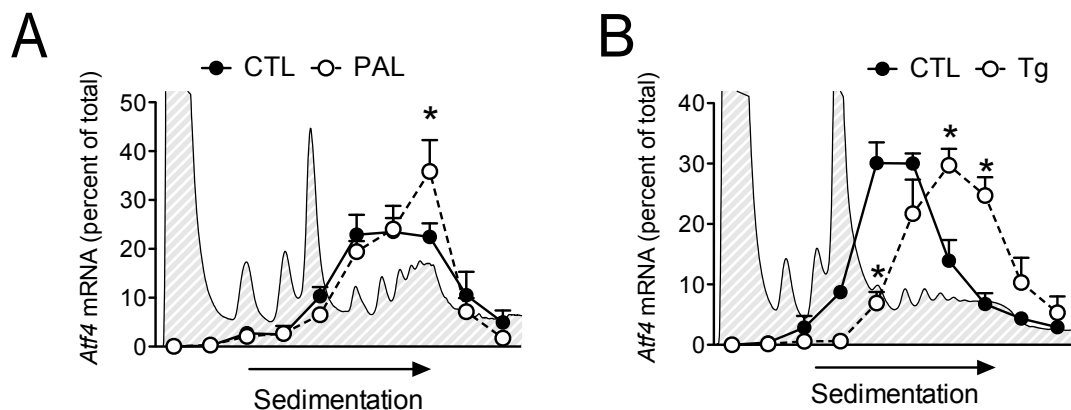 A
CTL PAL
Atf4 mRNA (percent of total)
50
*
40
30
20
10
0
Sedimentation
B
CTL Tg
Atf4 mRNA (percent of total)
40
*
30
*
20
10
*
0
Sedimentation